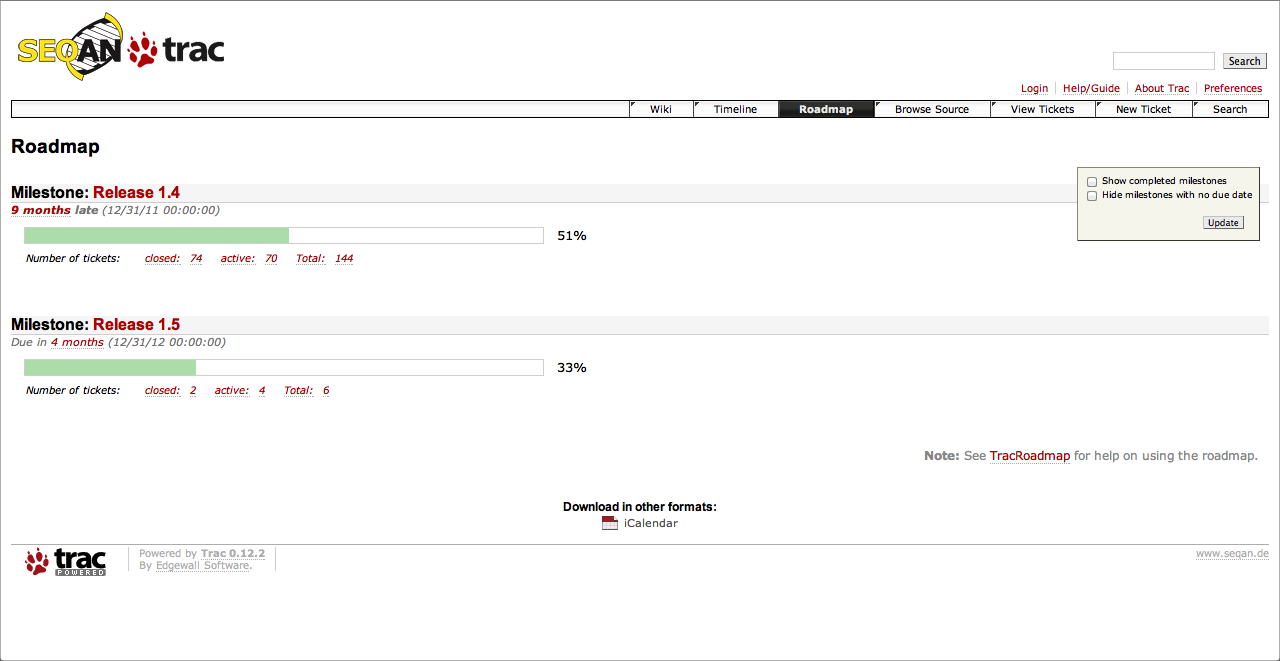 SEQAN trac
Search
Login Help/Guide About Trac Preferences
Wiki Timeline Roadmap Browse Source View Tickets New Ticket Search
Roadmap
Show completed milestones
Hide milestones with no due date
Update
Milestone: Release 1.4
9 months late (12/31/11 00:00:00)
51%
Number of tickets: closed: 74 active: 70 Total: 144
Milestone: Release 1.5
Due in 4 months (12/31/12 00:00:00)
33%
Number of tickets: closed: 2 active: 4 Total: 6
Note: See TracRoadmap for help on using the roadmap.
Download in other formats:
iCalendar
trac POWERED
Powered by Trac 0.12.2
By Edgewall Software.
www.seqan.de